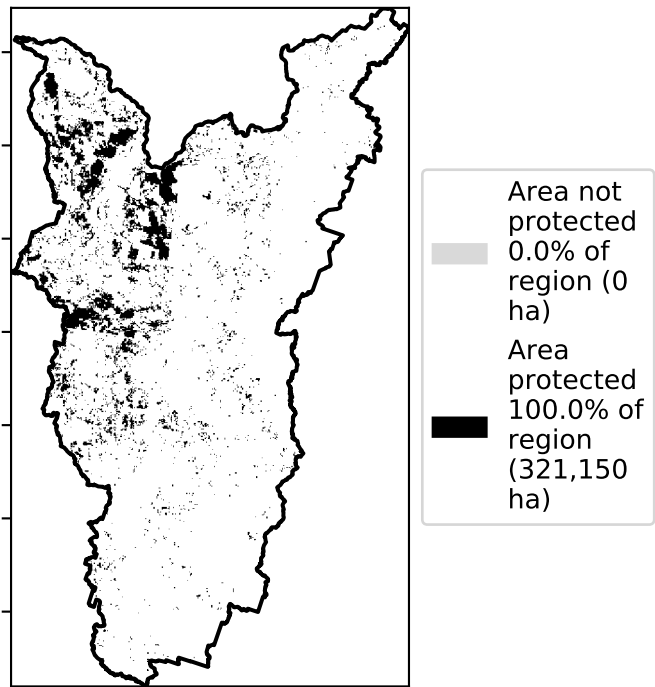 Area not
protected
0.0% of
region (0
ha)
Area
protected
100.0% of
region
(321,150
ha)